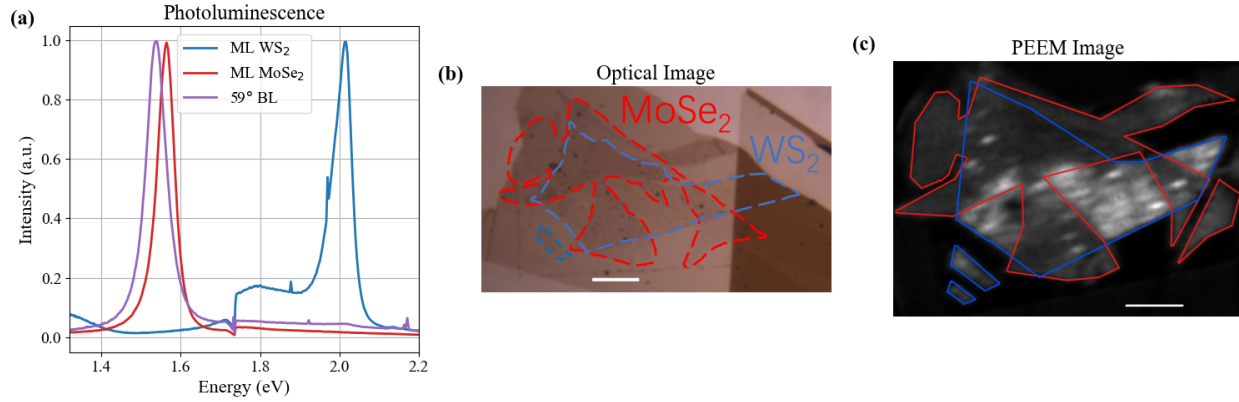 (a)
Photoluminescence
ML WS₂
ML MoSe₂
59° BL
1.0
0.8
0.6
0.4
0.2
0.0
Intensity (a.u.)
1.4
1.6
1.8
2.0
2.2
Energy (eV)
(b)
Optical Image
MoSe₂
WS₂
(c)
PEEM Image